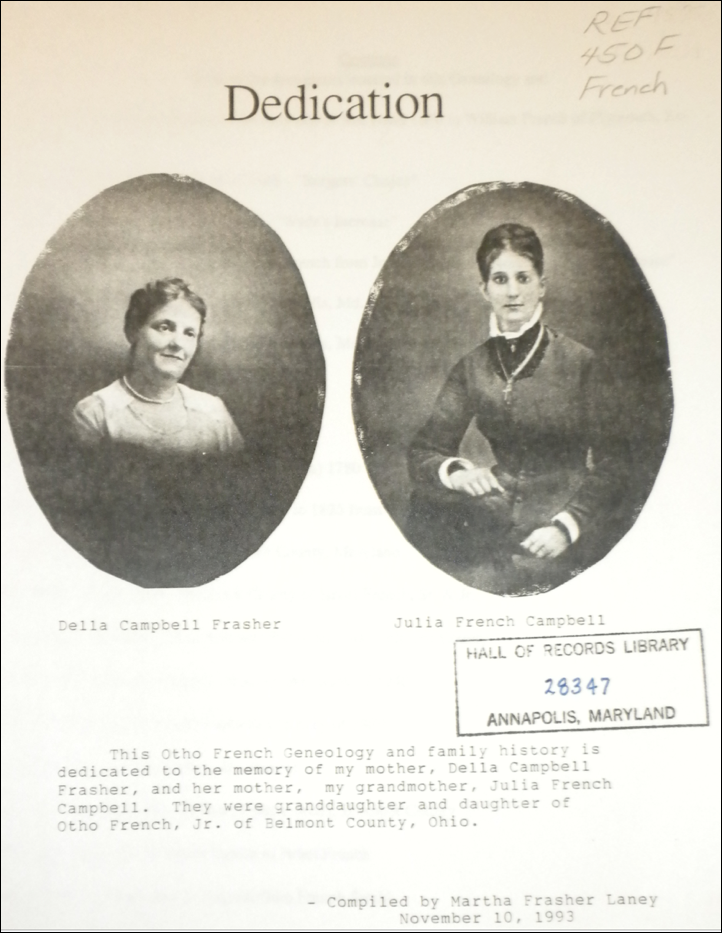 REF
450 F
French
Dedication
Della Campbell Frasher
Julia French Campbell
HALL OF RECORDS LIBRARY
28347
ANNAPOLIS, MARYLAND
This Otho French Geneology and family history is
dedicated to the memory of my mother, Della Campbell
Frasher, and her mother, my grandmother, Julia French
Campbell. They were granddaughter and daughter of
Otho French, Jr. of Belmont County, Ohio.
- Compiled by Martha Frasher Laney
November 10, 1993